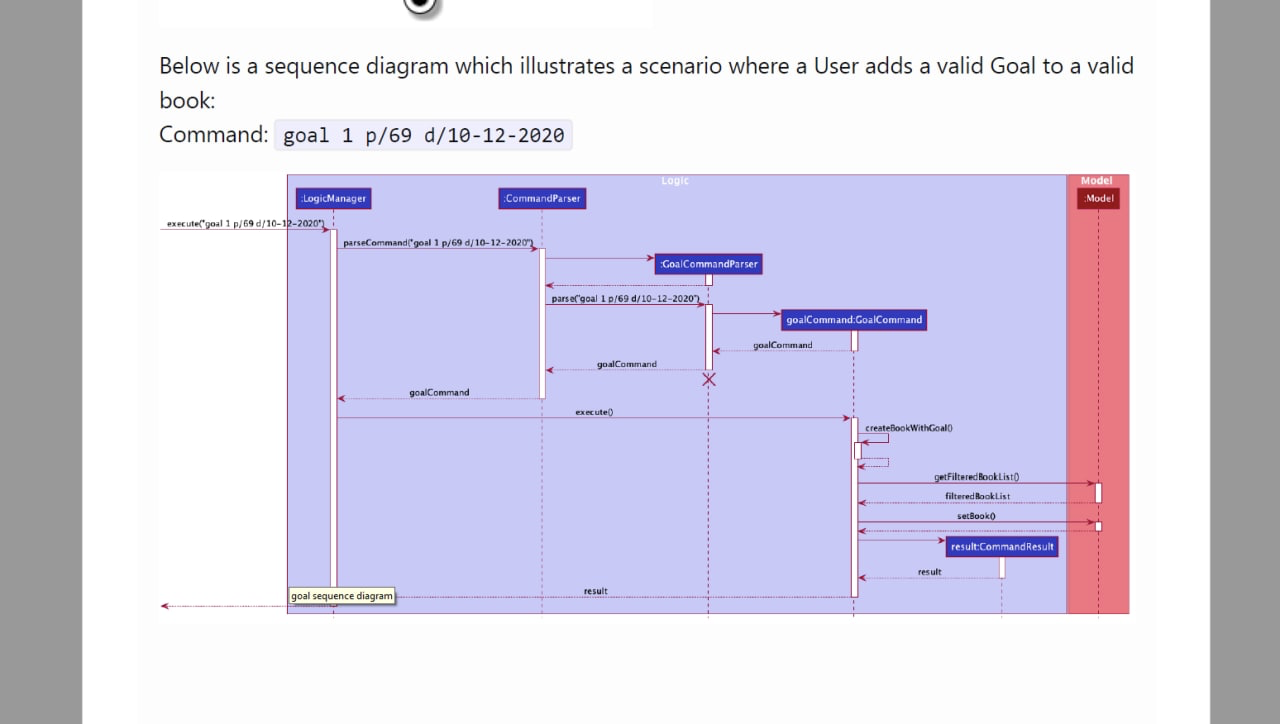 Below is a sequence diagram which illustrates a scenario where a User adds a valid Goal to a valid
book:
Command: goal 1 p/69 d/10-12-2020
Logic
Model
:LogicManager
:CommandParser
:Model
execute("goal 1 p/69 d/10-12-2020")
parseCommand("goal 1 p/69 d/10-12-2020")
:GoalCommandParser
parse("goal 1 p/69 d/10-12-2020")
goalCommand:GoalCommand
goalCommand
goalCommand
goalCommand
execute()
createBookWithGoal()
getFilteredBookList()
filteredBookList
setBook()
result:CommandResult
result
result
goal sequence diagram